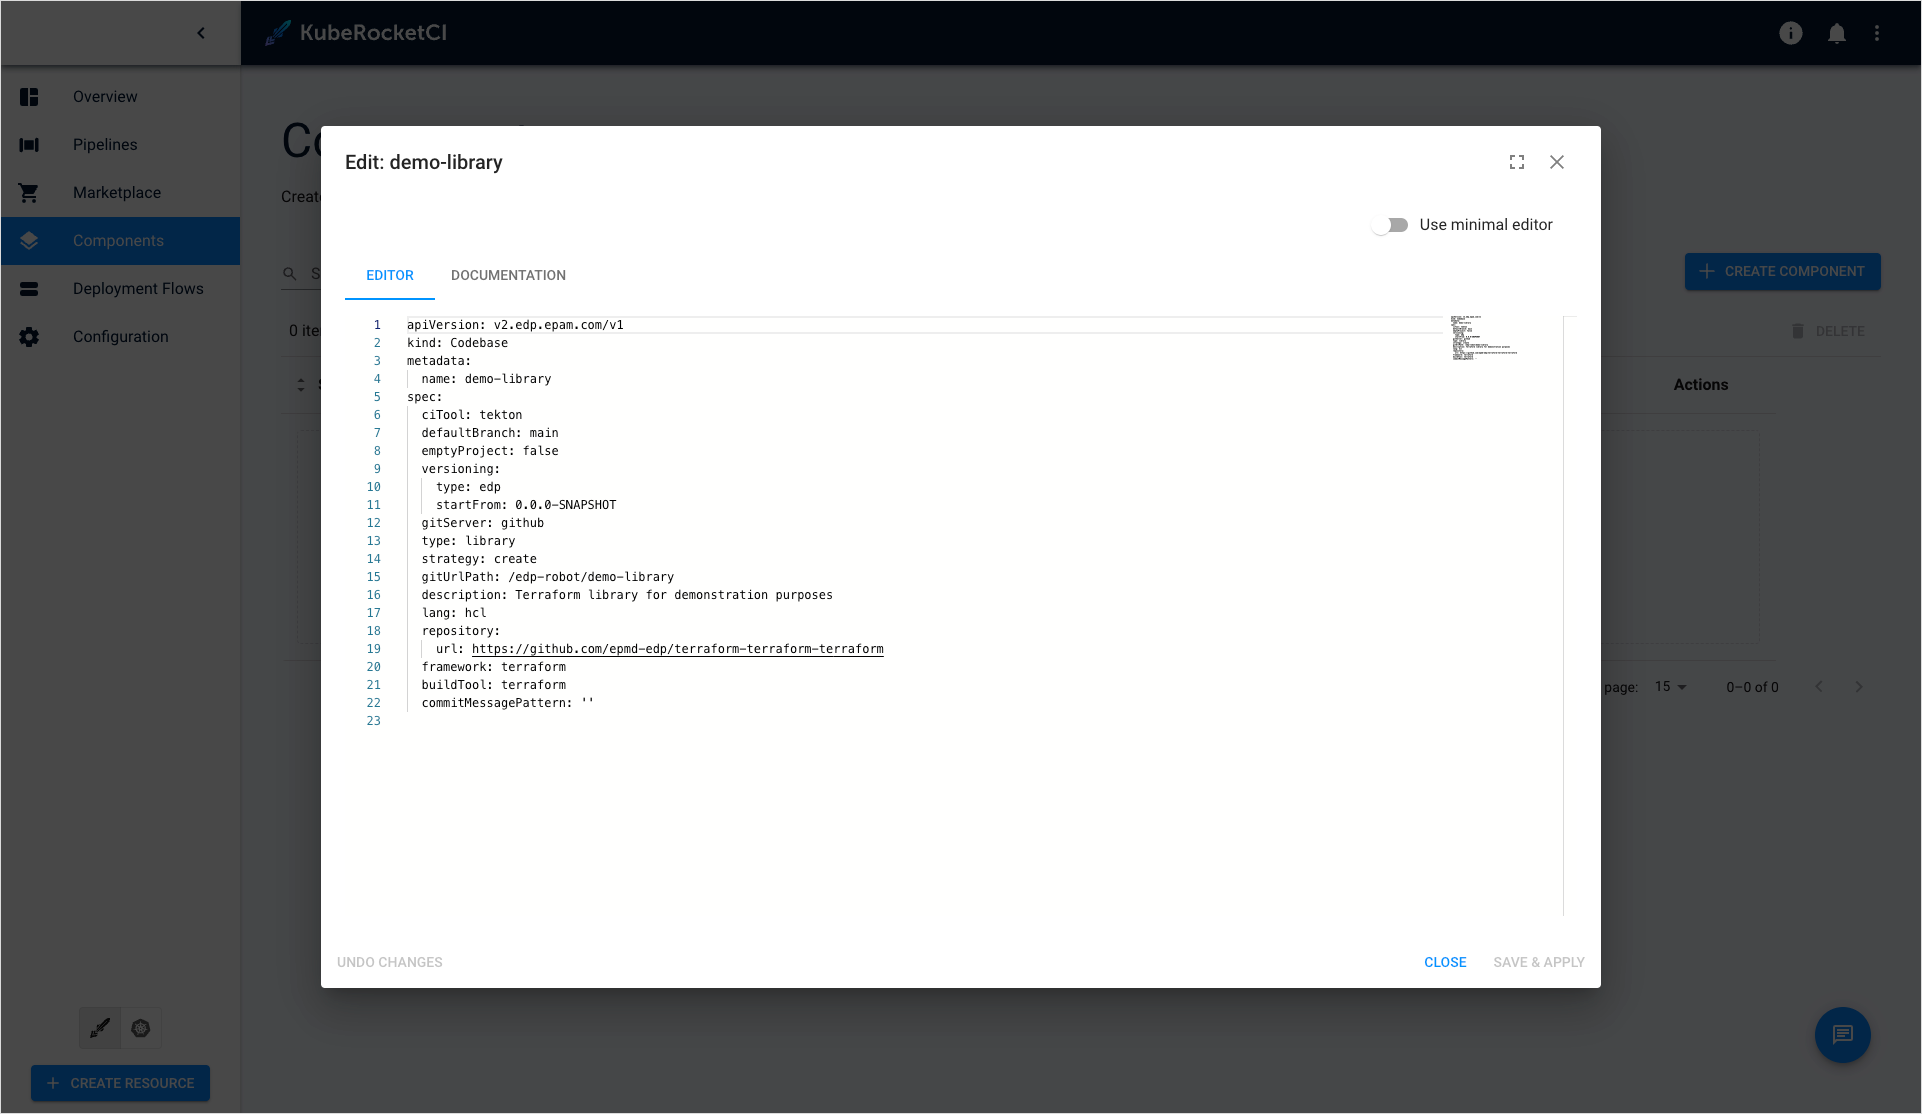 KubeRocketCI
Overview
Pipelines
Marketplace
Components
Deployment Flows
Configuration
CREATE RESOURCE
Create
CREATE COMPONENT
0 ite
DELETE
Actions
page: 15 0–0 of 0
Edit: demo-library
Use minimal editor
EDITOR DOCUMENTATION
1 apiVersion: v2.edp.epam.com/v1
2 kind: Codebase
3 metadata:
4 name: demo-library
5 spec:
6 ciTool: tekton
7 defaultBranch: main
8 emptyProject: false
9 versioning:
10 type: edp
11 startFrom: 0.0.0-SNAPSHOT
12 gitServer: github
13 type: library
14 strategy: create
15 gitUrlPath: /edp-robot/demo-library
16 description: Terraform library for demonstration purposes
17 lang: hcl
18 repository:
19 url: https://github.com/epmd-edp/terraform-terraform-terraform
20 framework: terraform
21 buildTool: terraform
22 commitMessagePattern: ''
23
UNDO CHANGES CLOSE SAVE & APPLY